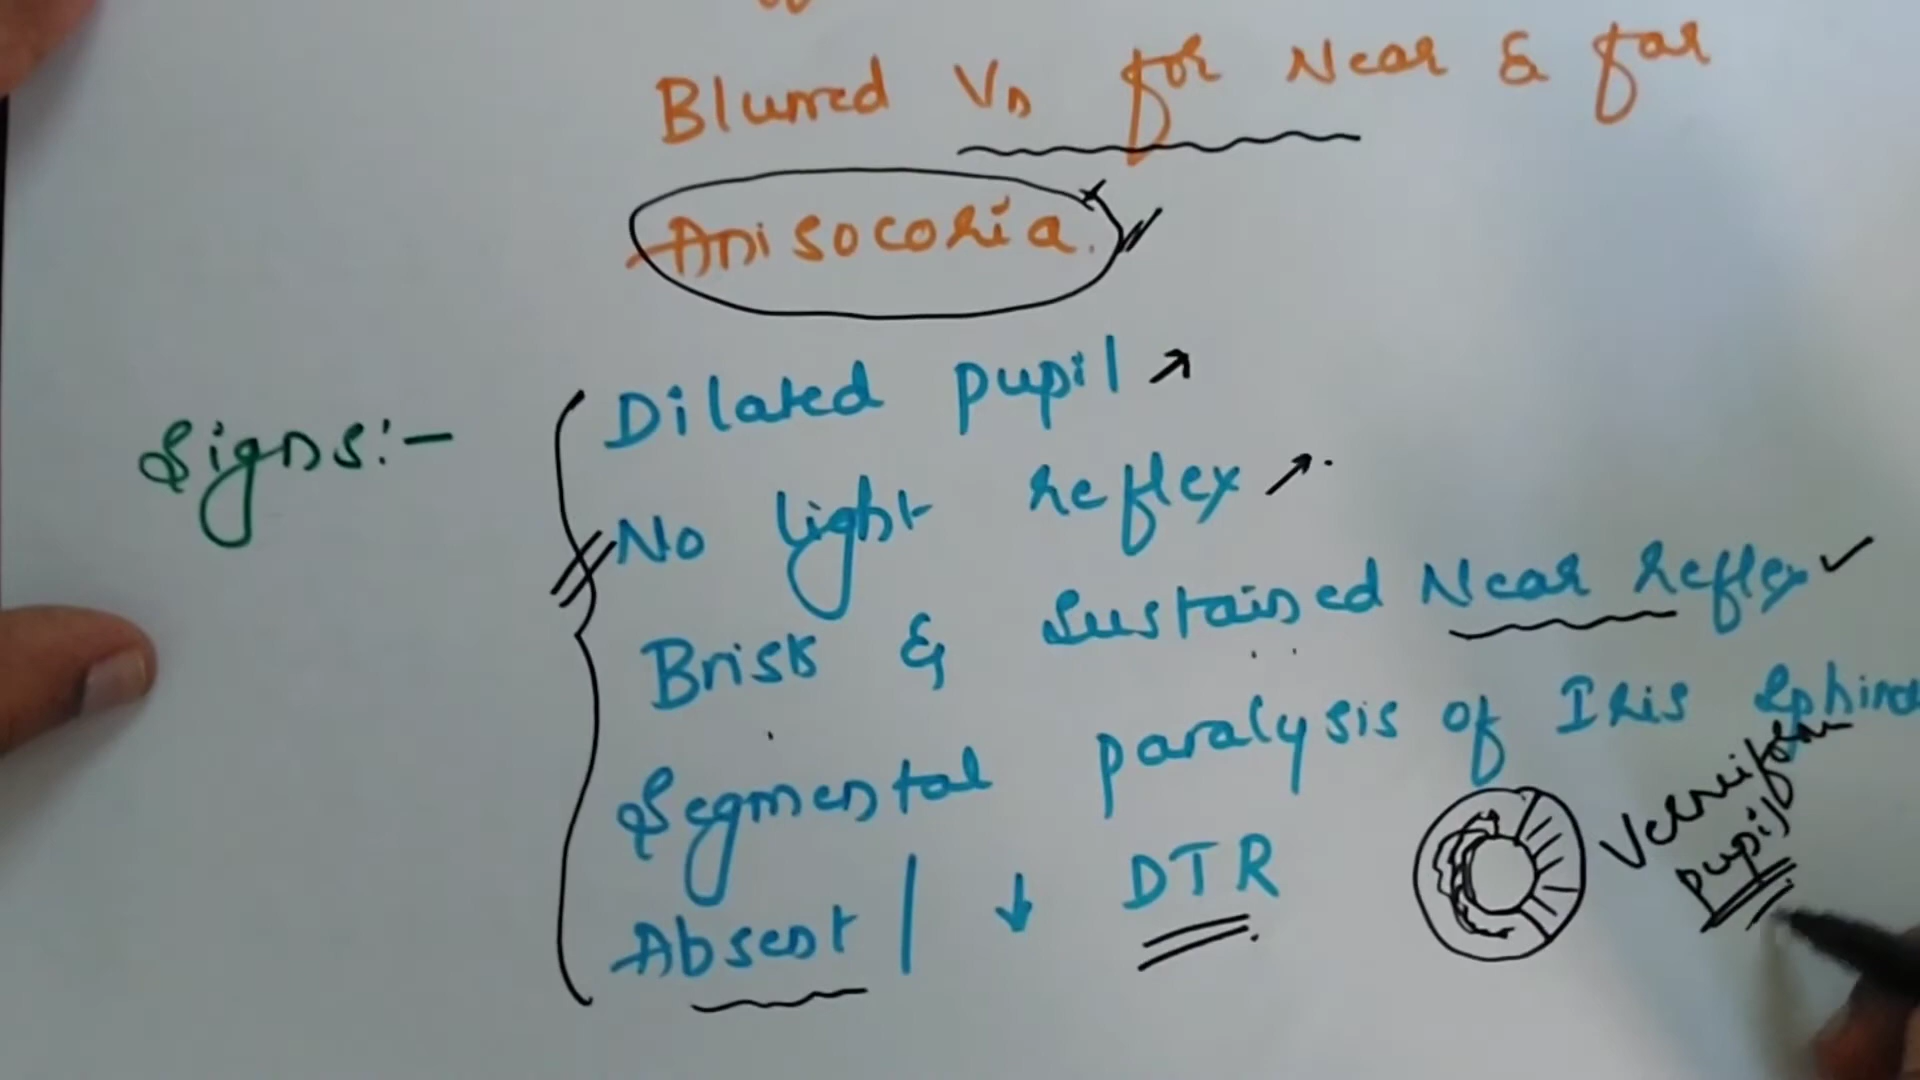 Blurred Vn for Near & far
Anisocoria.
Signs:-
Dilated pupil
No light reflex
Brisk & Sustained Near reflex
Segmental paralysis of Iris
Absent / ↓ DTR
Vermiform
pupil